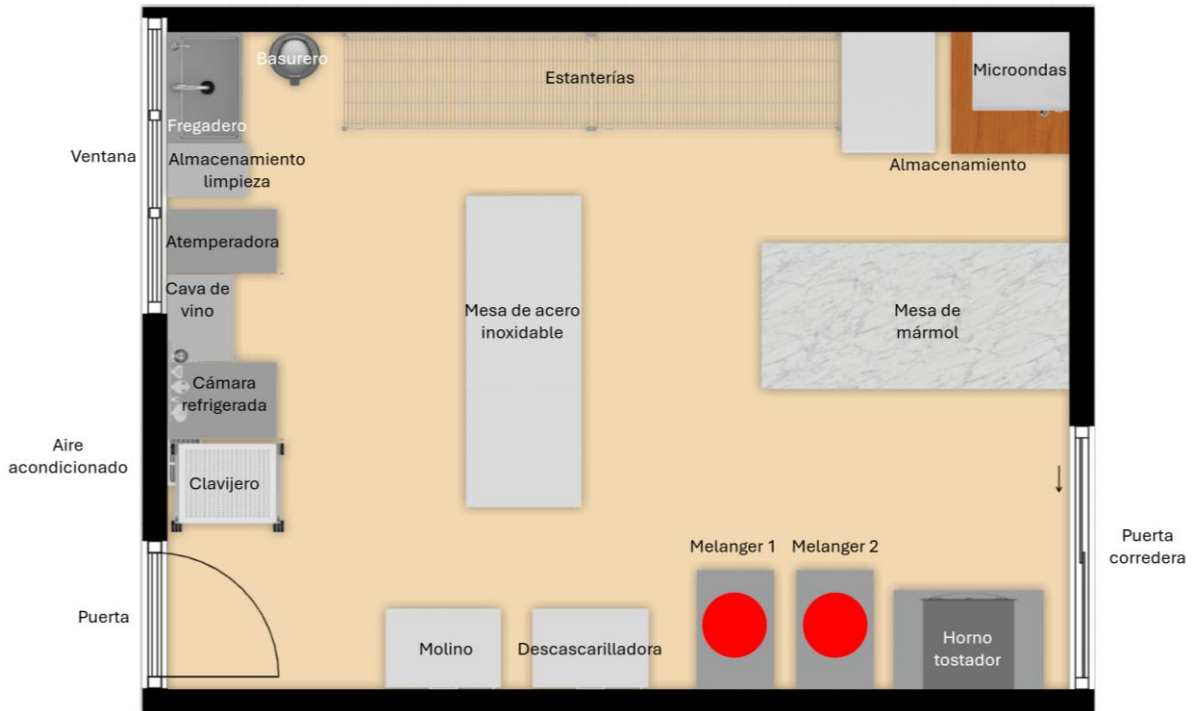 Basurero
Estanterías
Microondas
Fregadero
Ventana
Almacenamiento
limpieza
Almacenamiento
Atemperadora
Cava de
vino
Mesa de acero
inoxidable
Mesa de
mármol
Cámara
refrigerada
Aire
acondicionado
Clavijero
Puerta
corredera
Melanger 1
Melanger 2
Puerta
Molino
Descascarilladora
Horno
tostador